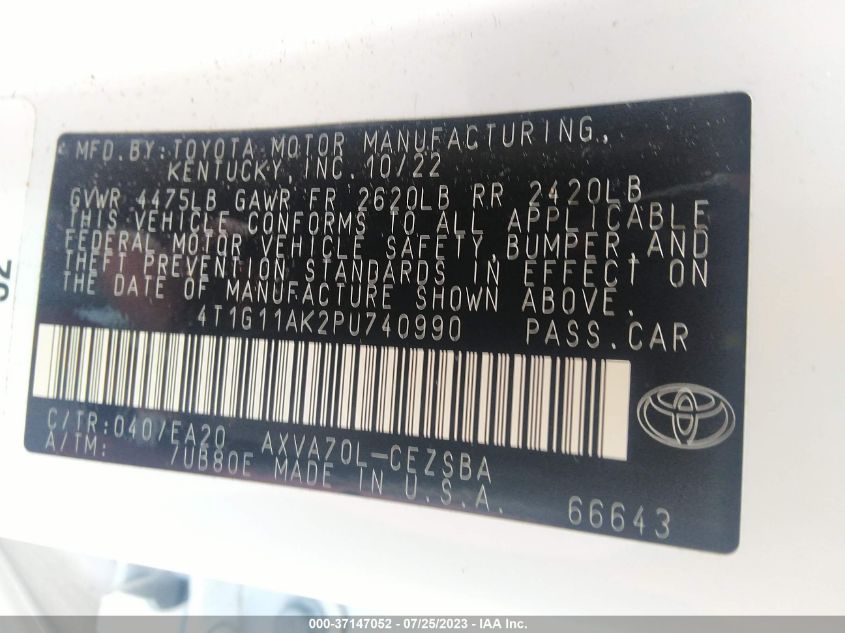 MFD.BY:TOYOTA MOTOR MANUFACTURING,
KENTUCKY, INC. 10/22
GVWR 4475LB GAWR FR 2620LB RR 2420LB
THIS VEHICLE CONFORMS TO ALL APPLICABLE
FEDERAL MOTOR VEHICLE SAFETY,BUMPER,AND
THEFT PREVENTION STANDARDS IN EFFECT ON
THE DATE OF MANUFACTURE SHOWN ABOVE.
4T1G11AK2PU740990 PASS.CAR
C/TR:040/EA20 AXVA70L-CEZSBA
A/TM: 7UB80E MADE IN U.S.A.
66643
000-37147052 / 07/25/2023 - IAA Inc.